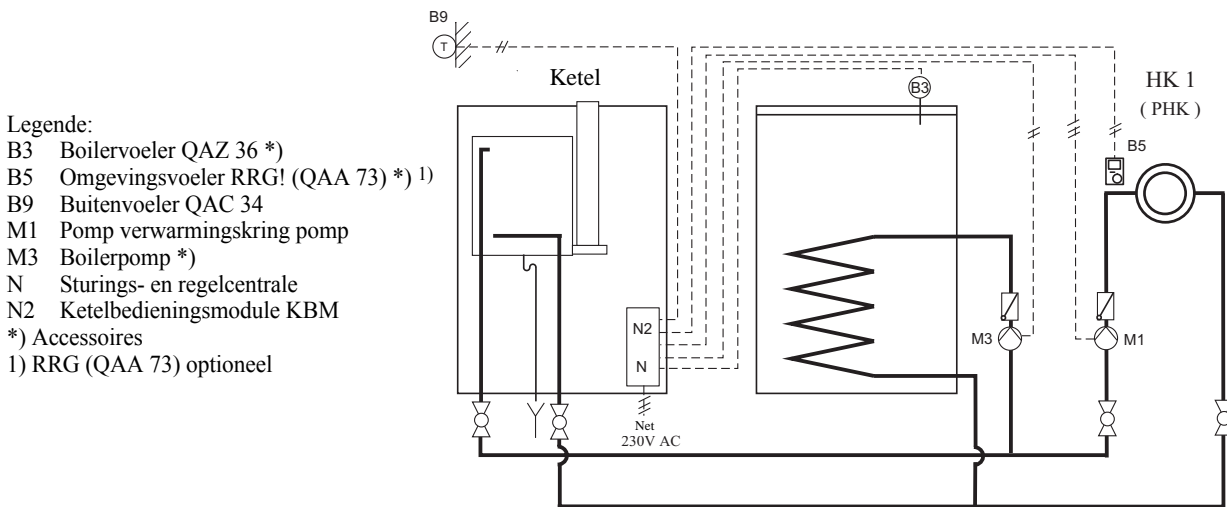 Legende:
B3 Boilervoeler QAZ 36 *)
B5 Omgevingsvoeler RRG! (QAA 73) *) 1)
B9 Buitenvoeler QAC 34
M1 Pomp verwarmingskring pomp
M3 Boilerpomp *)
N Sturings- en regelcentrale
N2 Ketelbedieningsmodule KBM
*) Accessoires
1) RRG (QAA 73) optioneel
B9
T
Ketel
B3
HK 1
( PHK )
B5
N2
N
M3
M1
Net
230V AC